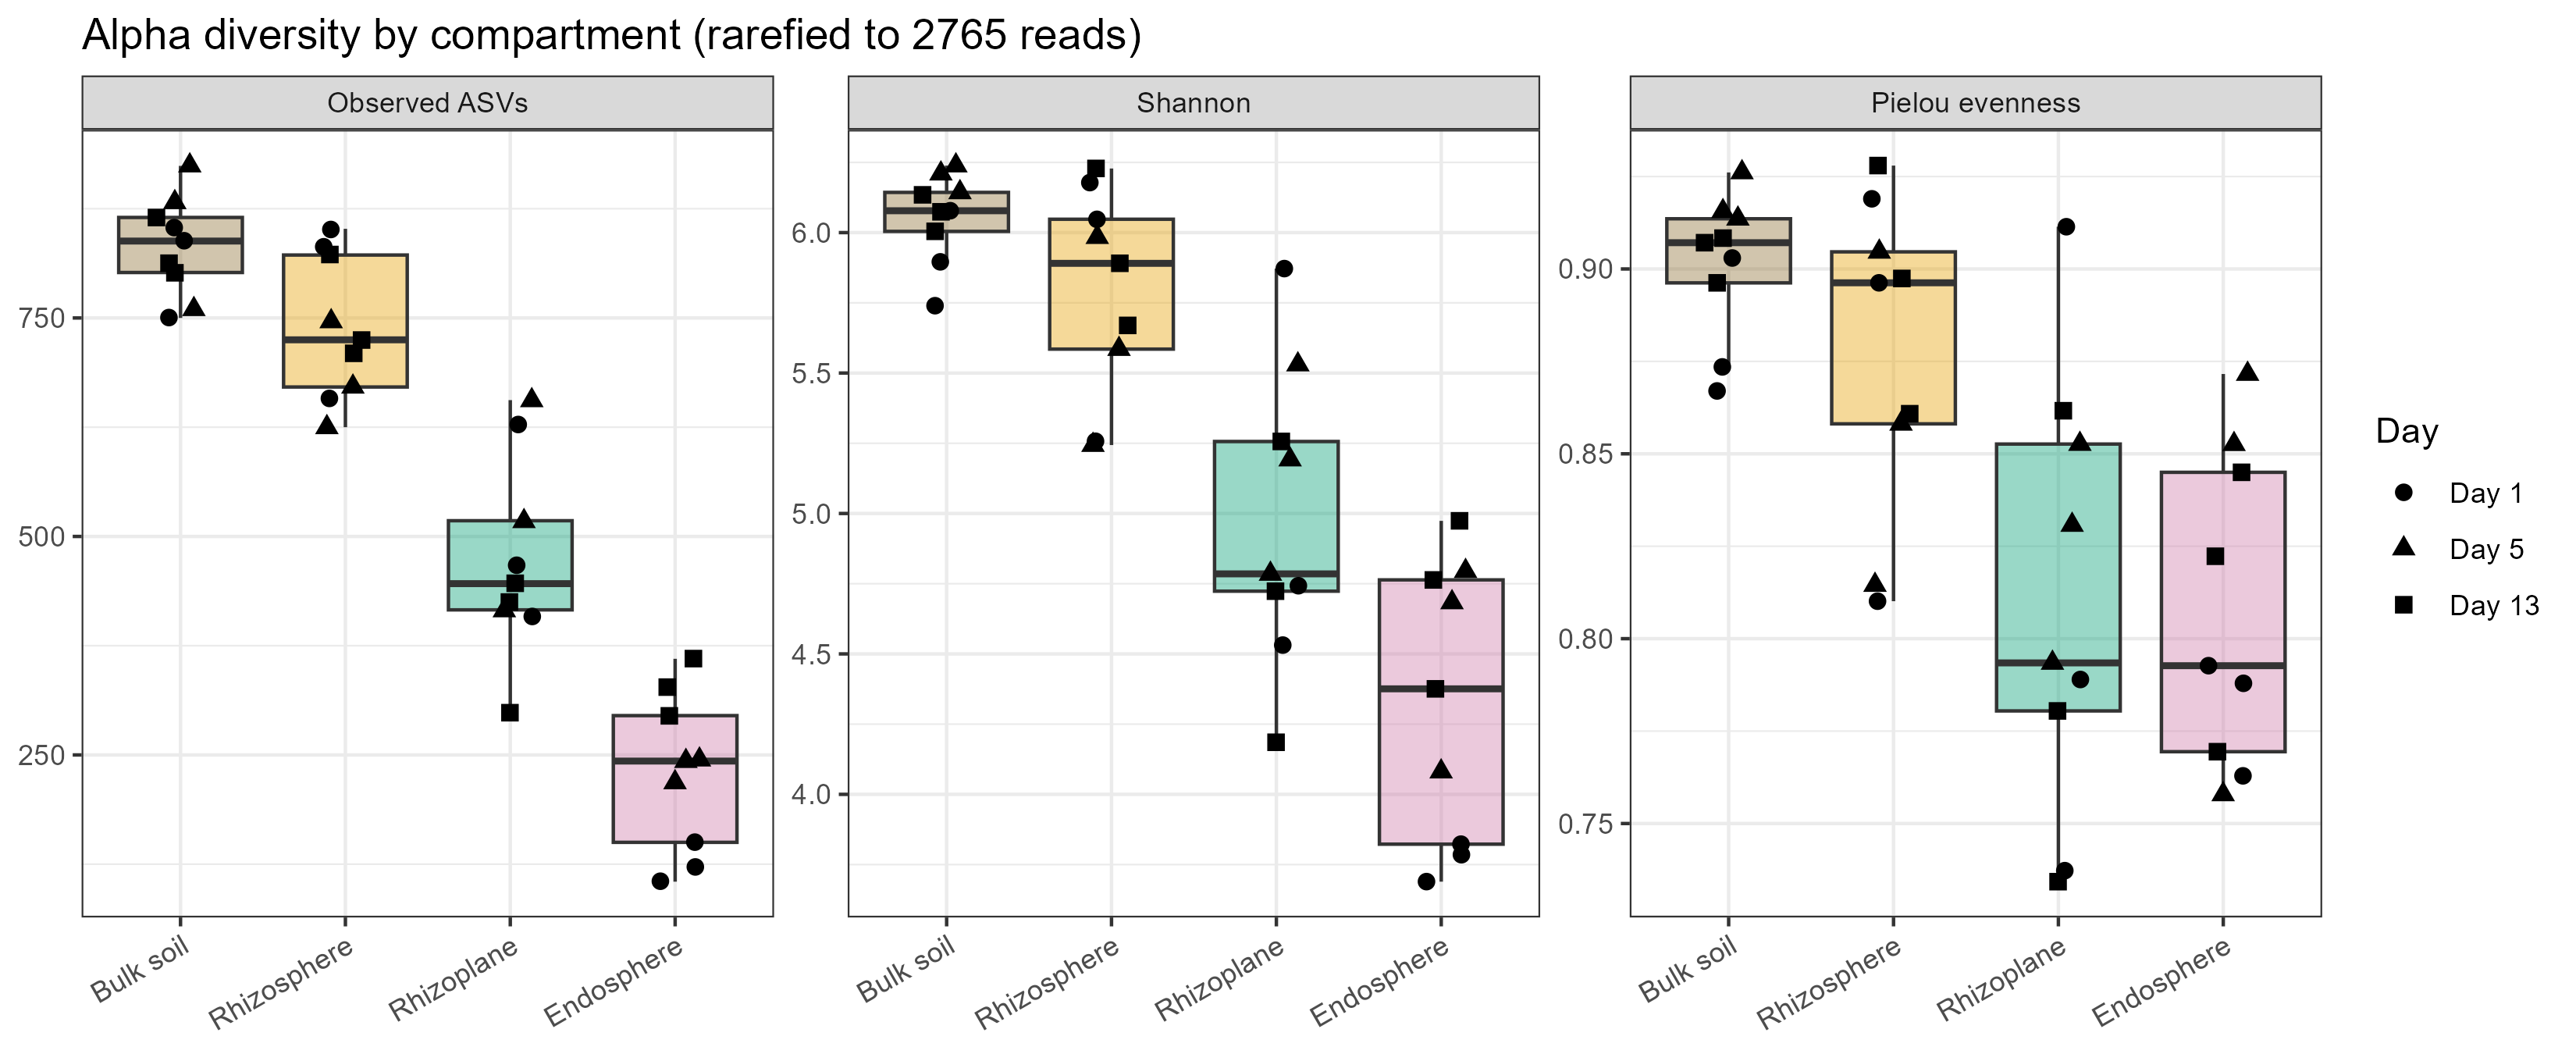 Alpha diversity by compartment (rarefied to 2765 reads)
Observed ASVs
750
500
250
Bulk soil
Rhizosphere
Rhizoplane
Endosphere
Shannon
6.0
5.5
5.0
4.5
4.0
Bulk soil
Rhizosphere
Rhizoplane
Endosphere
Pielou evenness
0.90
0.85
0.80
0.75
Bulk soil
Rhizosphere
Rhizoplane
Endosphere
Day
Day 1
Day 5
Day 13